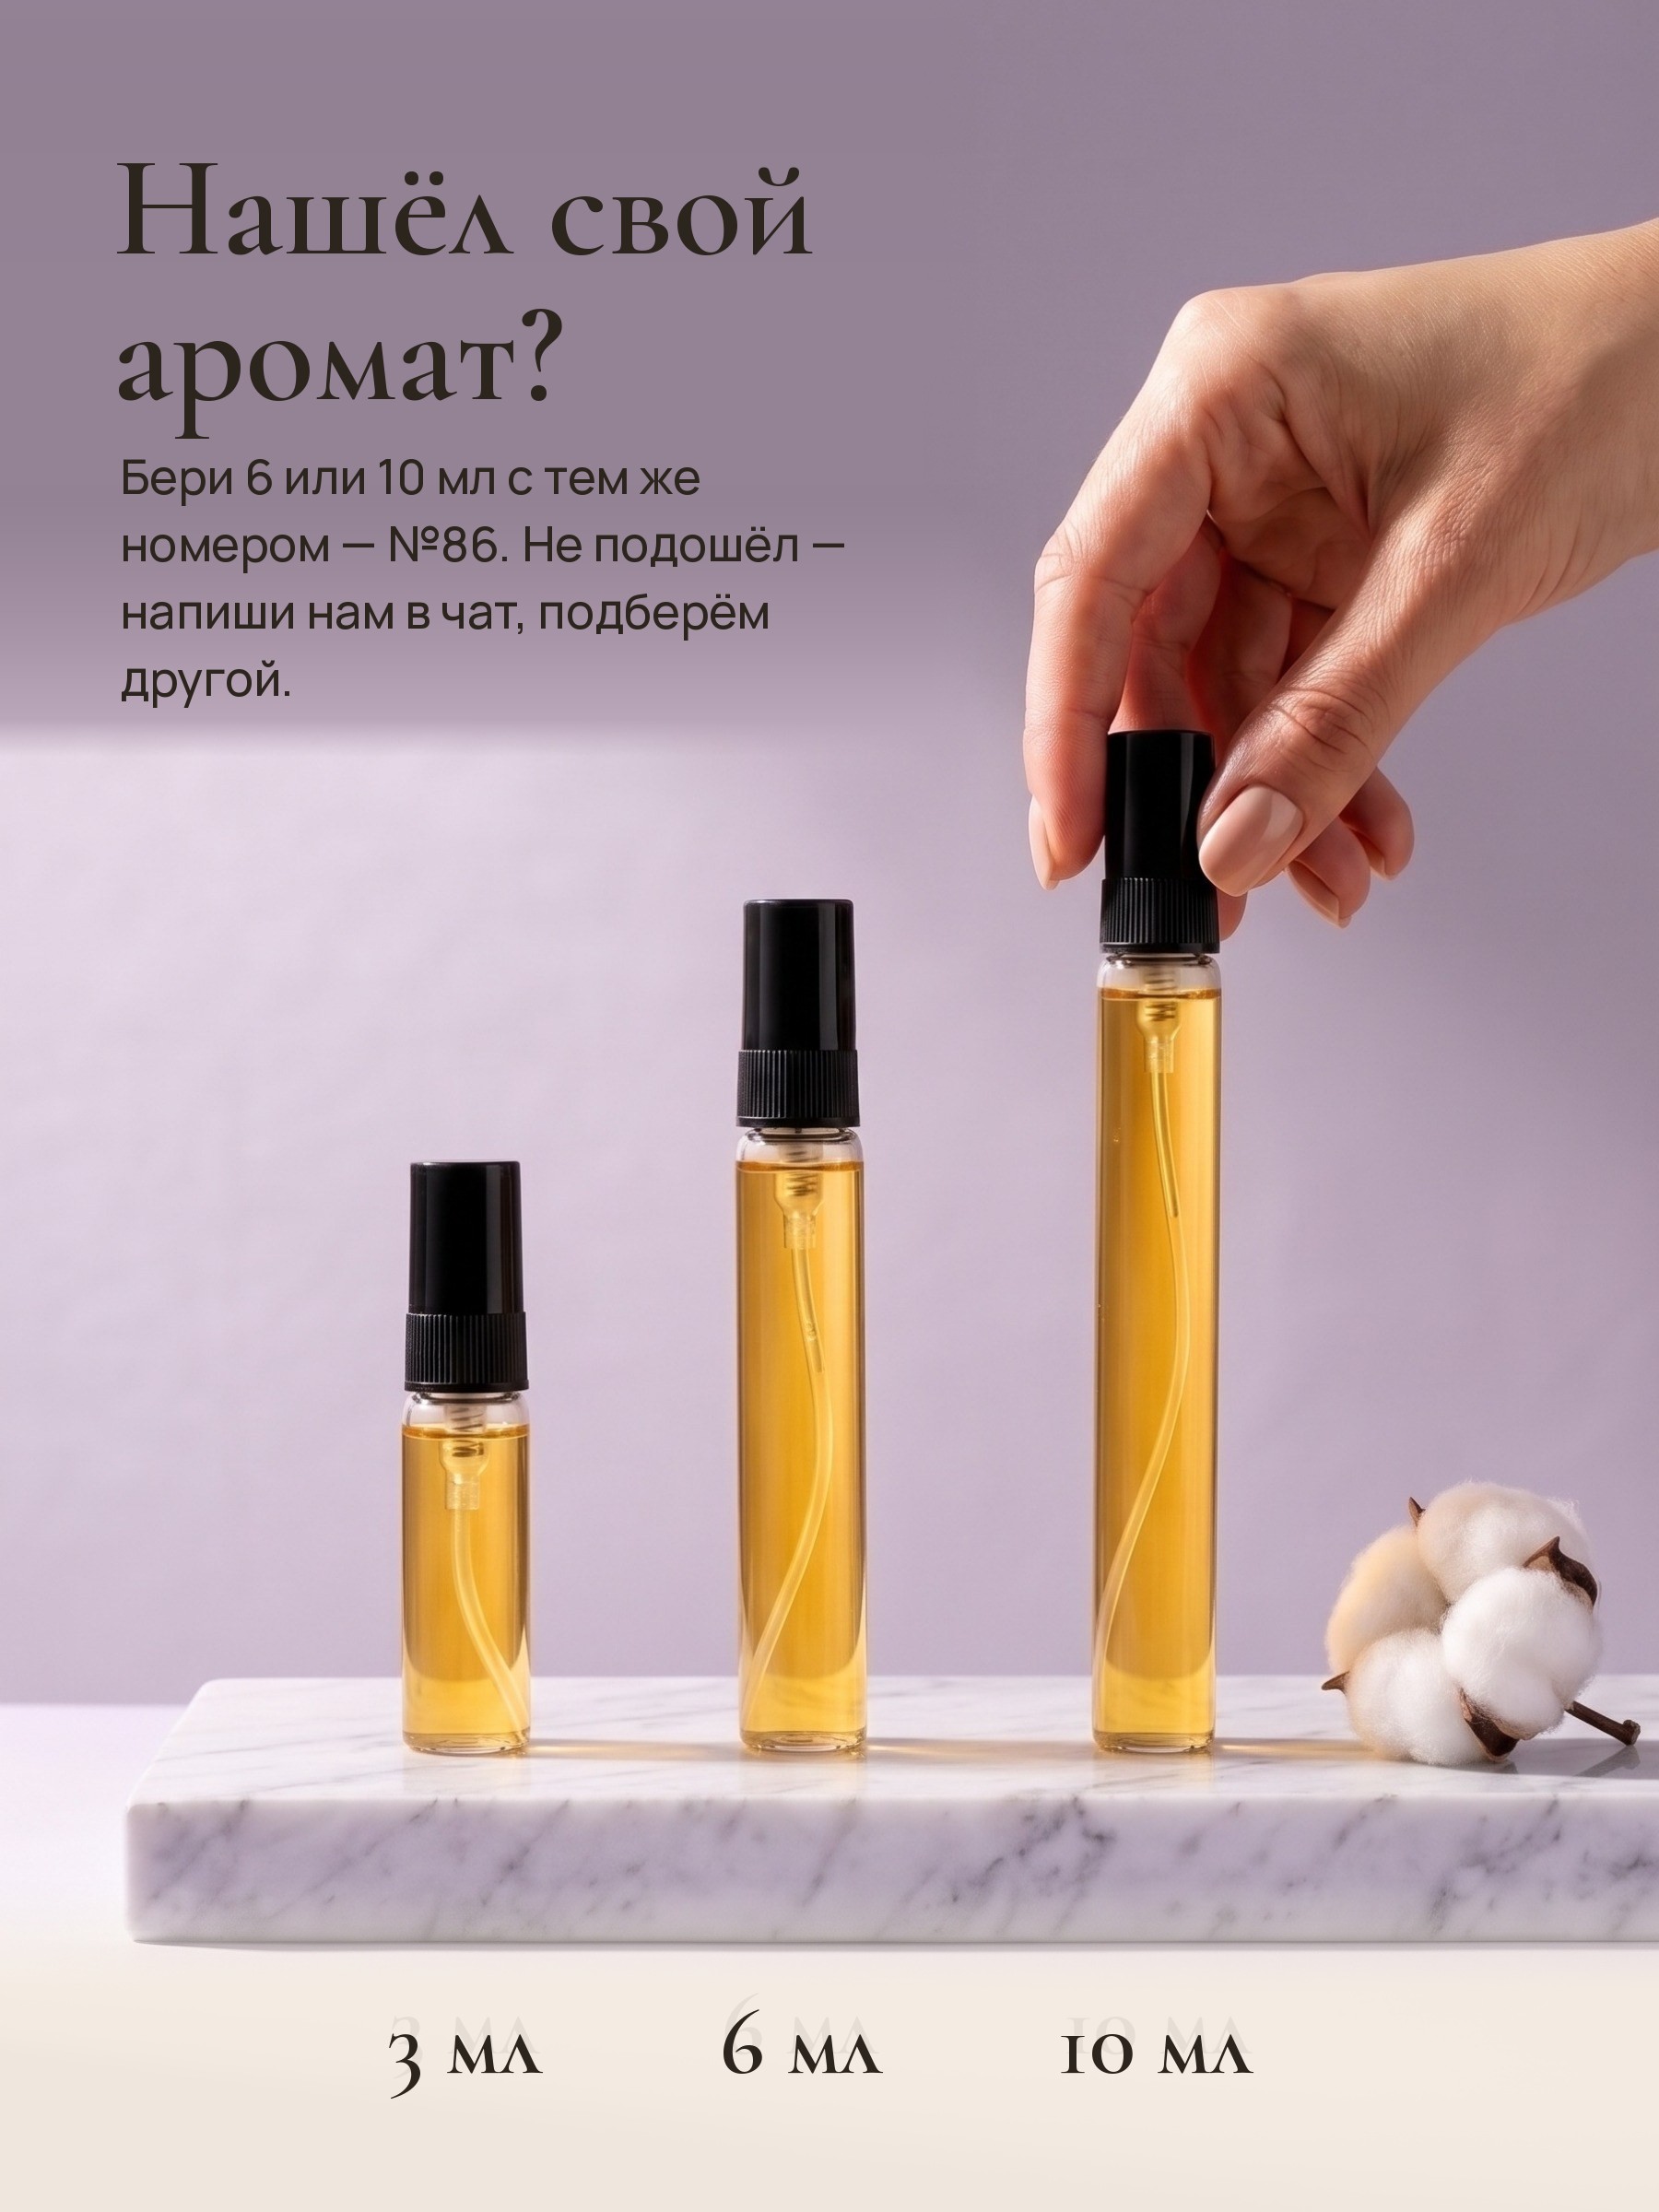 Нашёл свой
аромат?
Бери 6 или 10 мл с тем же
номером — №86. Не подошёл —
напиши нам в чат, подберём
другой.
3 мл 6 мл 10 мл